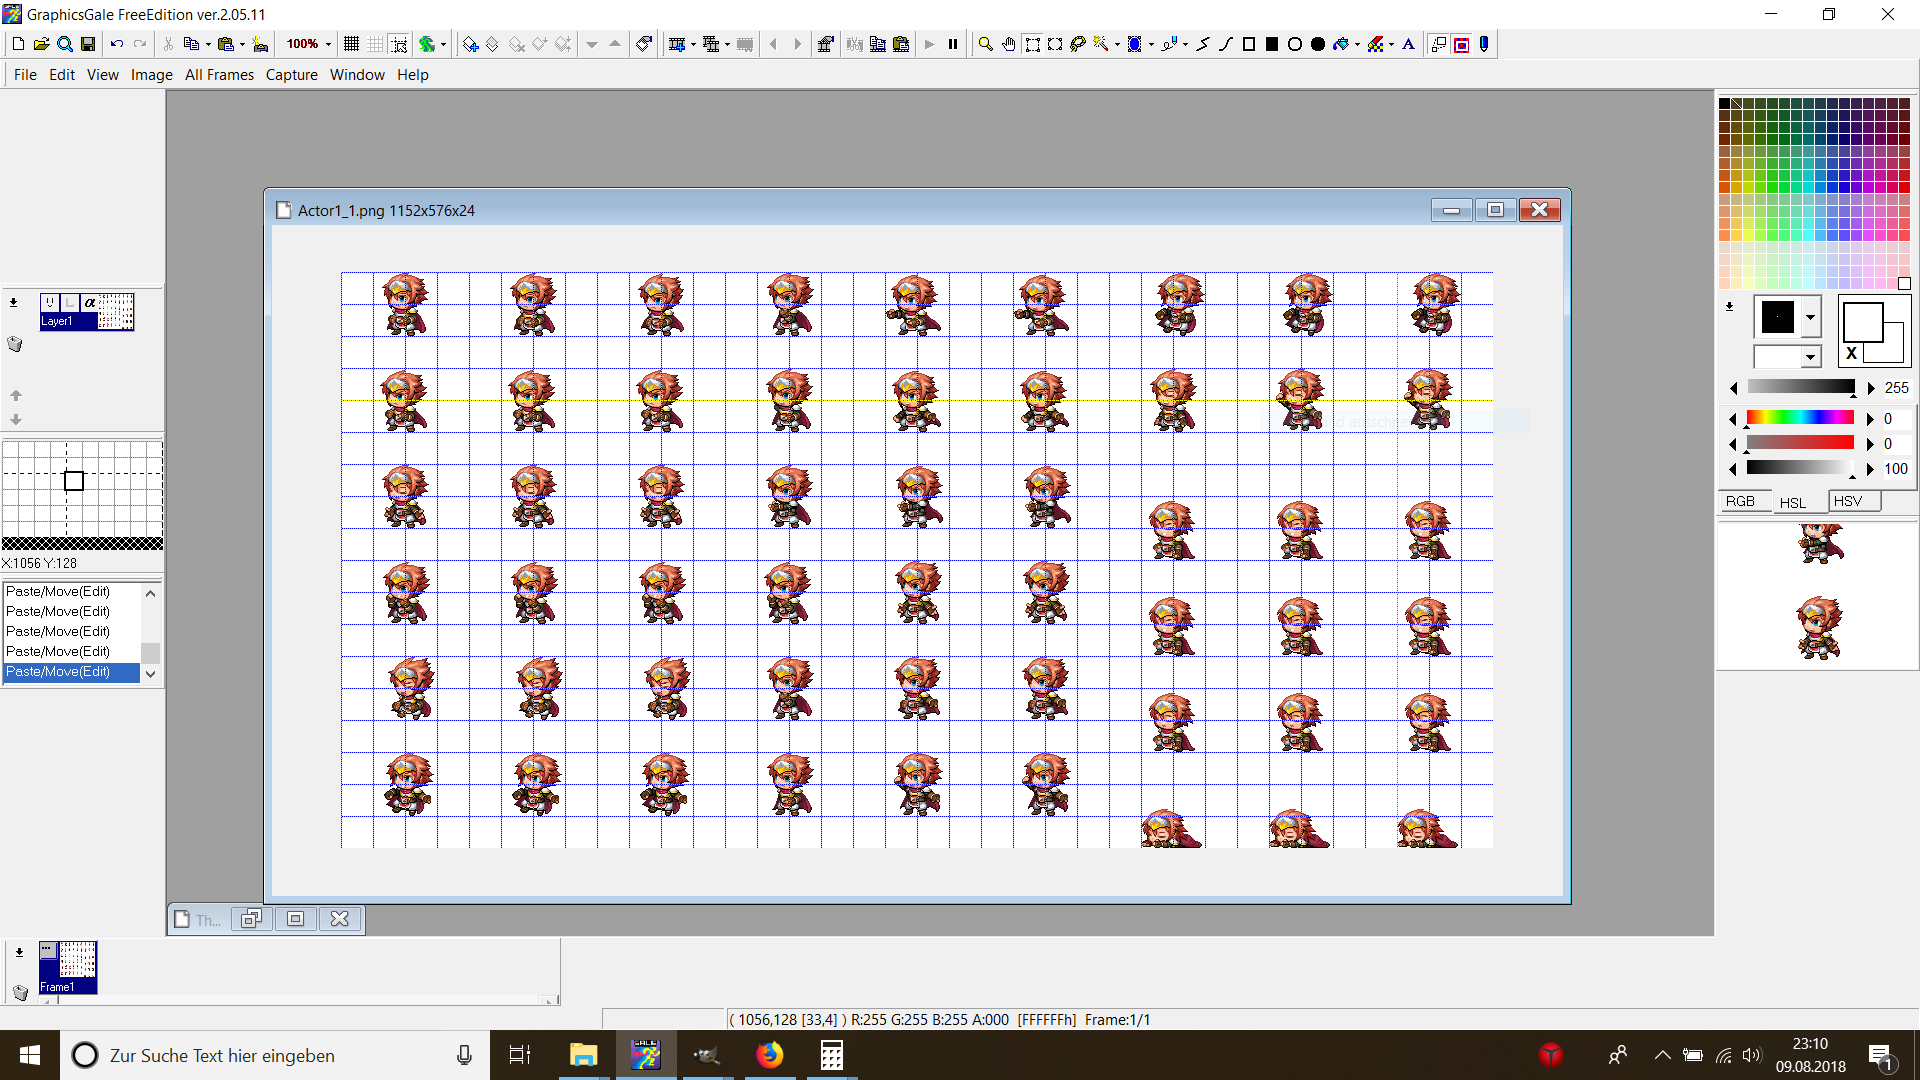 GraphicsGale FreeEdition ver.2.05.11
100%
A
File Edit View Image All Frames Capture Window Help
Actor1_1.png 1152x576x24
α
Layer1
X
255
0
0
100
RGB HSL HSV
X:1056 Y:128
Paste/Move(Edit)
Paste/Move(Edit)
Paste/Move(Edit)
Paste/Move(Edit)
Paste/Move(Edit)
Th...
Frame1
( 1056,128 [33,4] ) R:255 G:255 B:255 A:000 [FFFFFFh] Frame:1/1
Zur Suche Text hier eingeben
GALE
23:10
09.08.2018
1